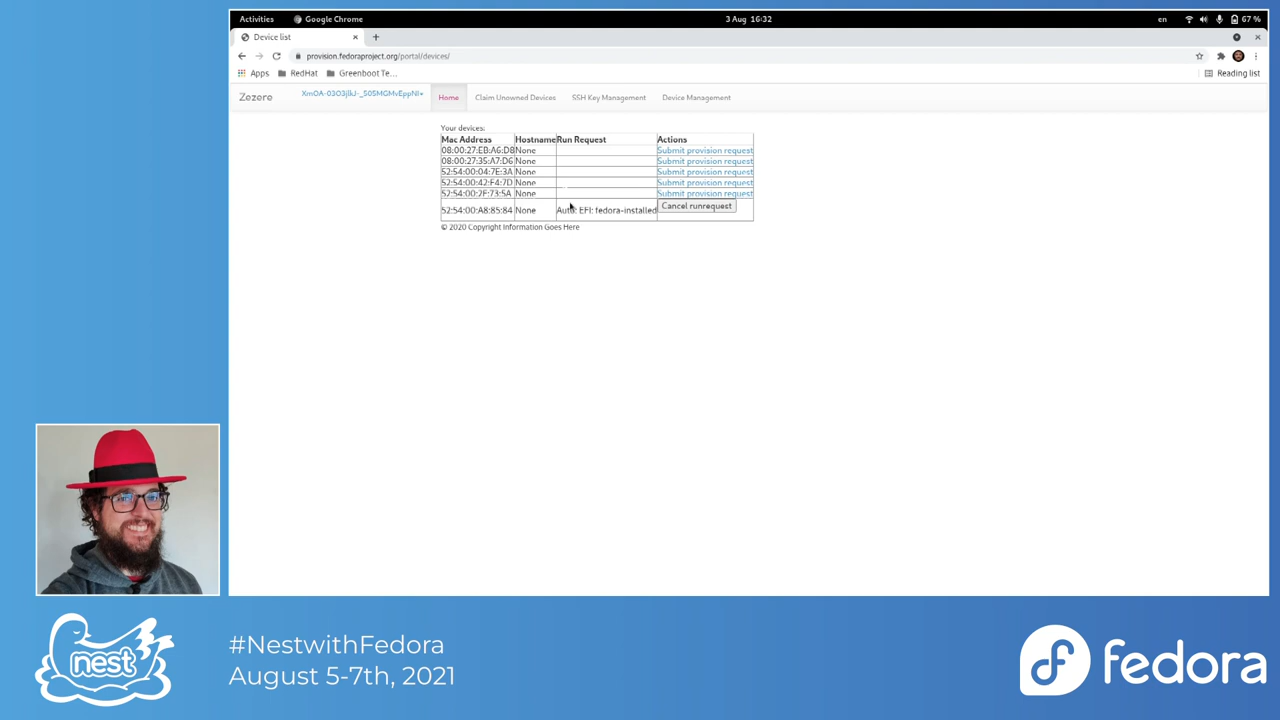 Activities Google Chrome 3 Aug 16:32 en 67 %
Device list
provision.fedoraproject.org/portal/devices/
Apps RedHat Greenboot Te... Reading list
Zezere Home Claim Unowned Devices SSH Key Management Device Management
Your devices:
Mac Address Hostname Run Request Actions
08:00:27:EB:A6:D8 None Submit provision request
08:00:27:35:A7:D6 None Submit provision request
52:54:00:04:7E:3A None Submit provision request
52:54:00:42:F4:7D None Submit provision request
52:54:00:2F:73:5A None Submit provision request
52:54:00:A8:85:84 None Auto: EFI: fedora-installed Cancel runrequest
© 2020 Copyright Information Goes Here
nest
#NestwithFedora
August 5-7th, 2021
fedora